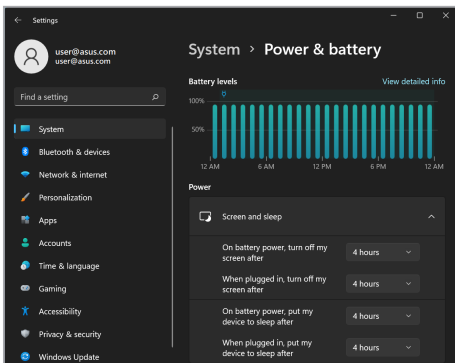 Settings
user@asus.com
user@asus.com
Find a setting
System
Bluetooth & devices
Network & internet
Personalization
Apps
Accounts
Time & language
Gaming
Accessibility
Privacy & security
Windows Update
System > Power & battery
Battery levels View detailed info
100%
50%
12 AM 6 AM 12 PM 6 PM 12 AM
Power
Screen and sleep
On battery power, turn off my
screen after
4 hours
When plugged in, turn off my
screen after
4 hours
On battery power, put my
device to sleep after
4 hours
When plugged in, put my
device to sleep after
4 hours